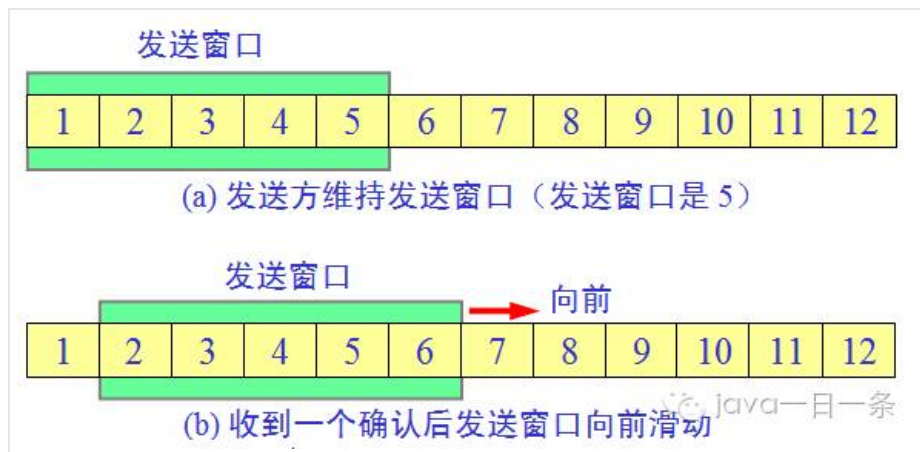 发送窗口
1 2 3 4 5 6 7 8 9 10 11 12
(a) 发送方维持发送窗口（发送窗口是 5）
发送窗口
向前
1 2 3 4 5 6 7 8 9 10 11 12
java一日一条
(b) 收到一个确认后发送窗口向前滑动